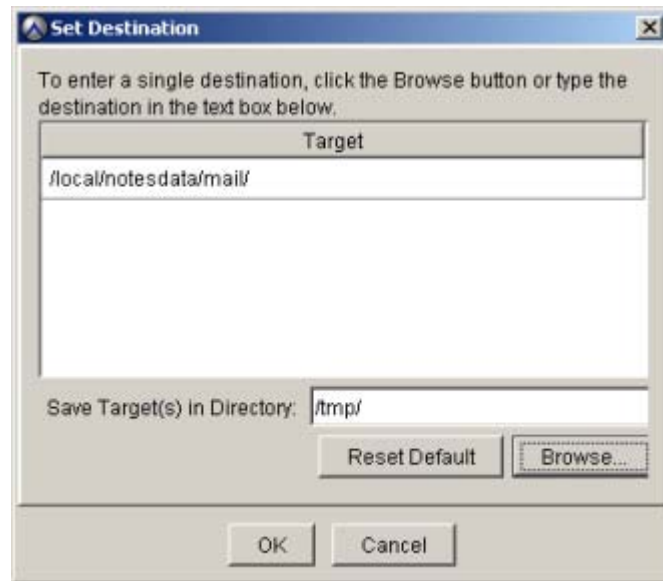 Set Destination
To enter a single destination, click the Browse button or type the
destination in the text box below.
Target
/local/notesdata/mail/
Save Target(s) in Directory: /tmp/
Reset Default Browse...
OK Cancel